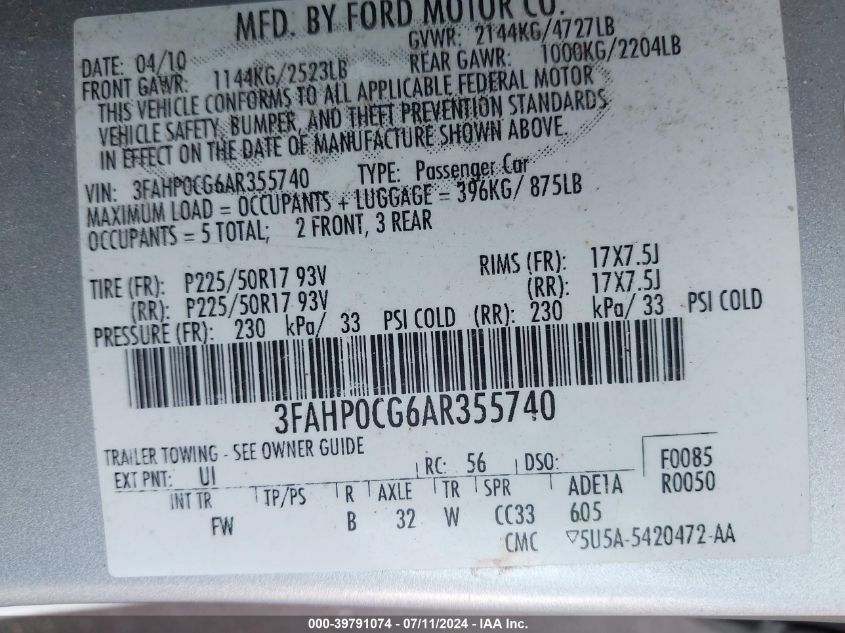 MFD. BY FORD MOTOR CO.
DATE: 04/10 GVWR: 2144KG/4727LB
FRONT GAWR: 1144KG/2523LB REAR GAWR: 1000KG/2204LB
THIS VEHICLE CONFORMS TO ALL APPLICABLE FEDERAL MOTOR
VEHICLE SAFETY, BUMPER, AND THEFT PREVENTION STANDARDS
IN EFFECT ON THE DATE OF MANUFACTURE SHOWN ABOVE.
VIN: 3FAHP0CG6AR355740 TYPE: Passenger Car
MAXIMUM LOAD = OCCUPANTS + LUGGAGE = 396KG/ 875LB
OCCUPANTS = 5 TOTAL; 2 FRONT, 3 REAR
TIRE (FR): P225/50R17 93V RIMS (FR): 17X7.5J
(RR): P225/50R17 93V (RR): 17X7.5J
PRESSURE (FR): 230 kPa/ 33 PSI COLD (RR): 230 kPa/ 33 PSI COLD
3FAHP0CG6AR355740
TRAILER TOWING - SEE OWNER GUIDE
EXT PNT: UI RC: 56 DSO: F0085
INT TR TP/PS R AXLE TR SPR ADE1A R0050
FW B 32 W CC33 605
CMC ▽5U5A-5420472-AA
000-39791074 - 07/11/2024 - IAA Inc.